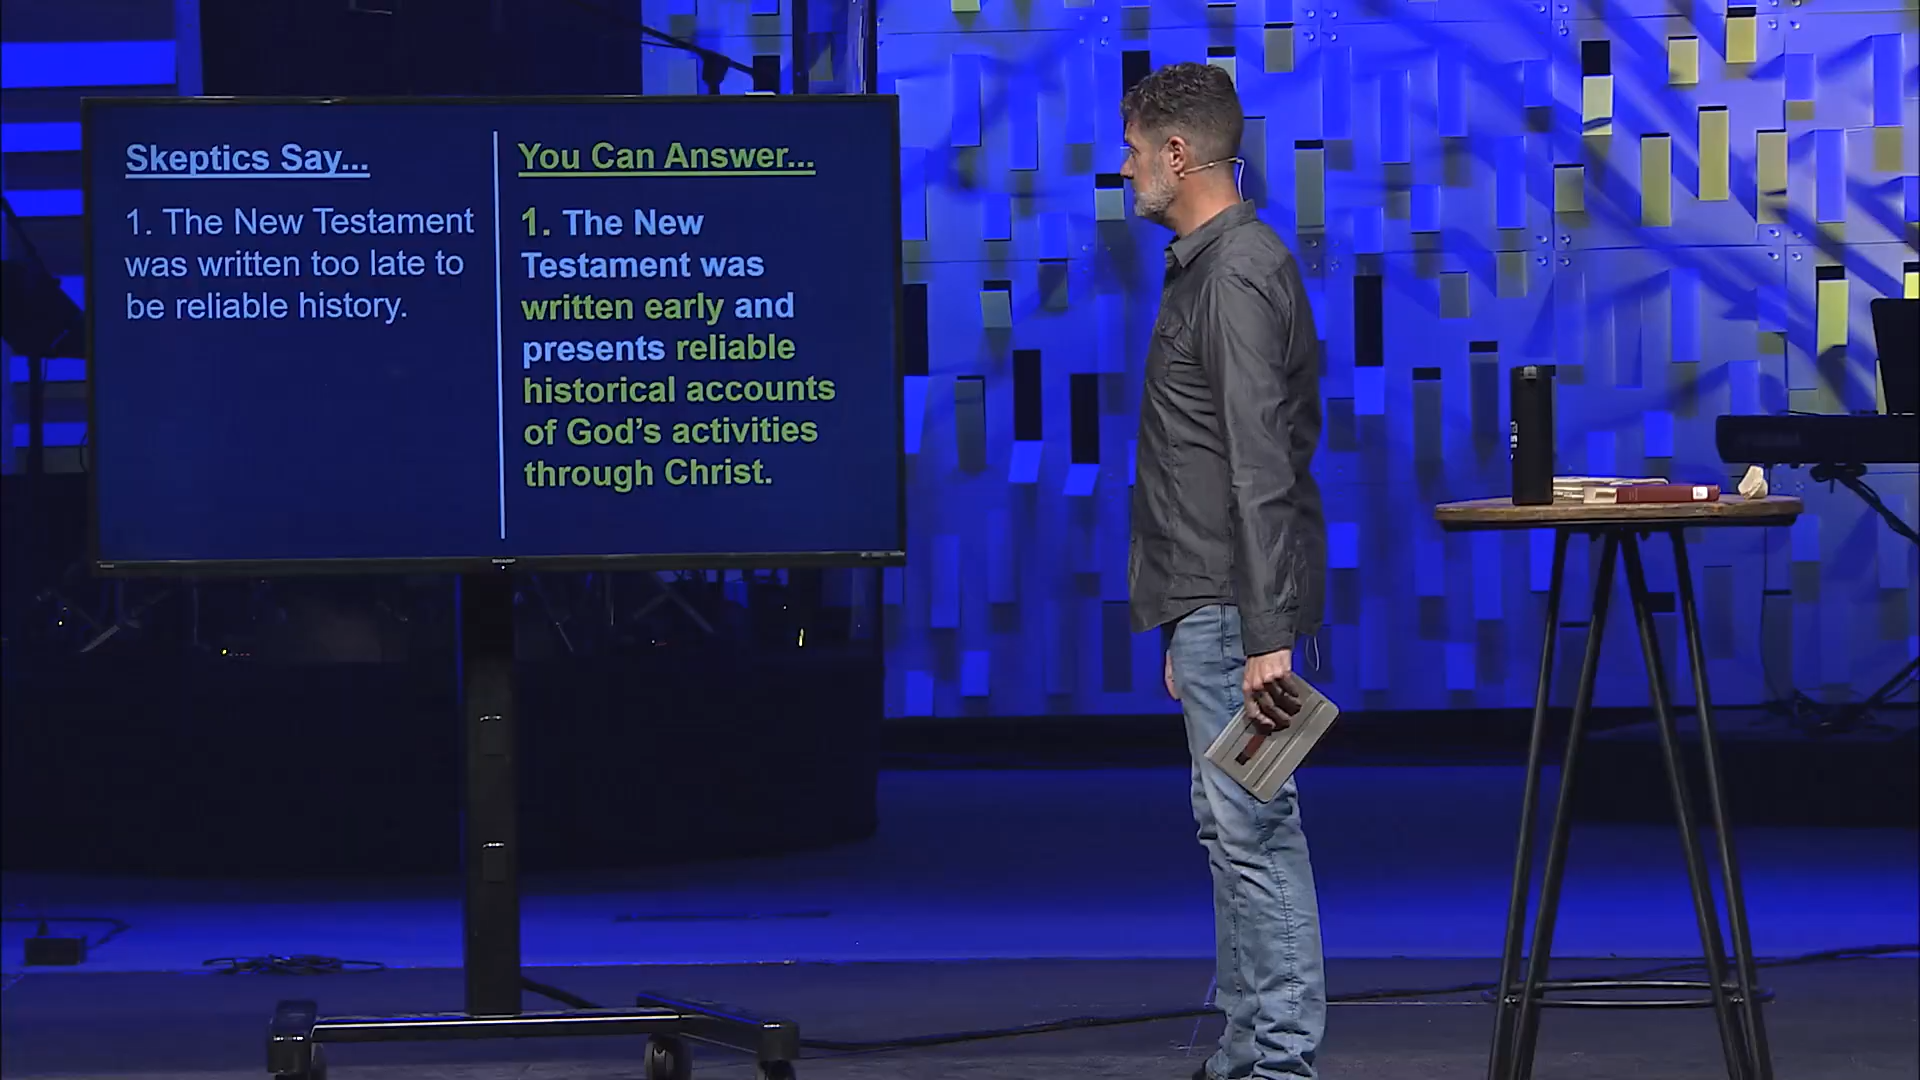 Skeptics Say...
1. The New Testament
was written too late to
be reliable history.
You Can Answer...
1. The New
Testament was
written early and
presents reliable
historical accounts
of God's activities
through Christ.